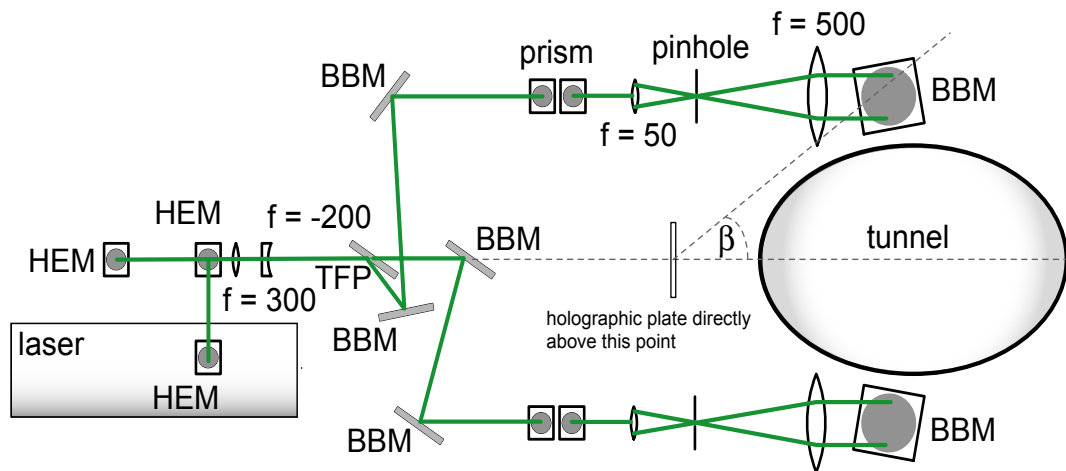 f = 500
prism
pinhole
BBM
BBM
f = 50
HEM
f = -200
BBM
β
tunnel
HEM
TFP
f = 300
holographic plate directly
above this point
laser
BBM
HEM
BBM
BBM